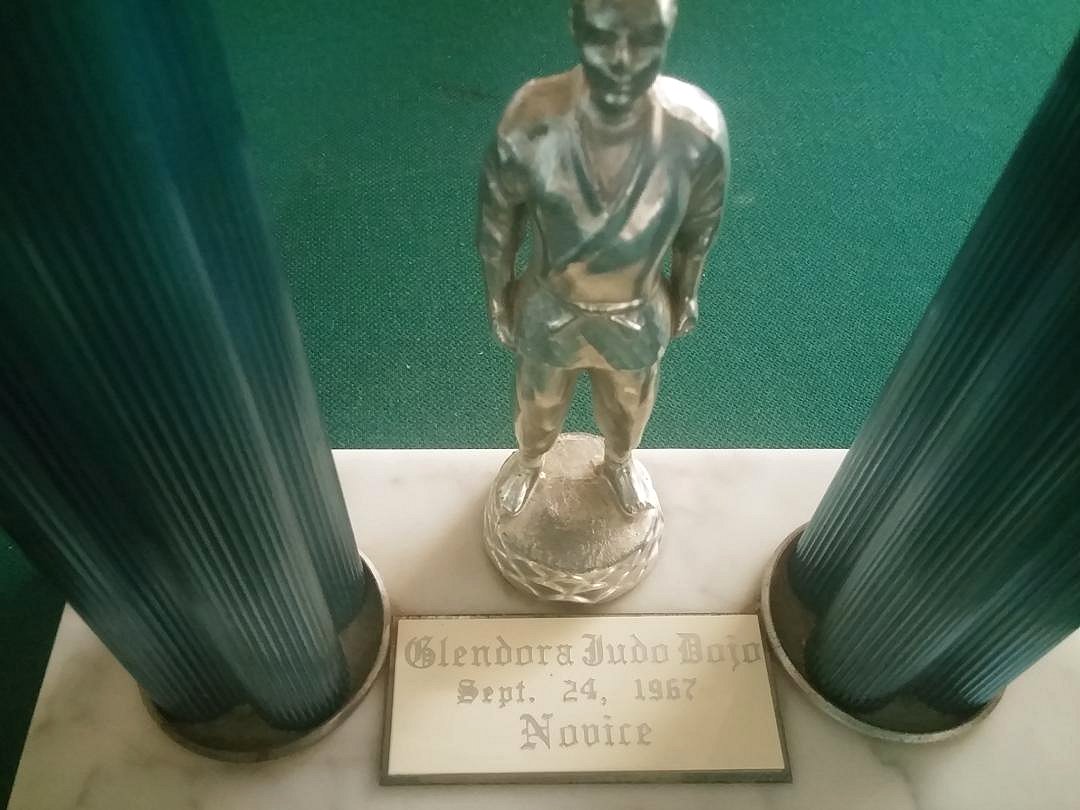 Glendora Judo Dojo
Sept. 24, 1967
Novice